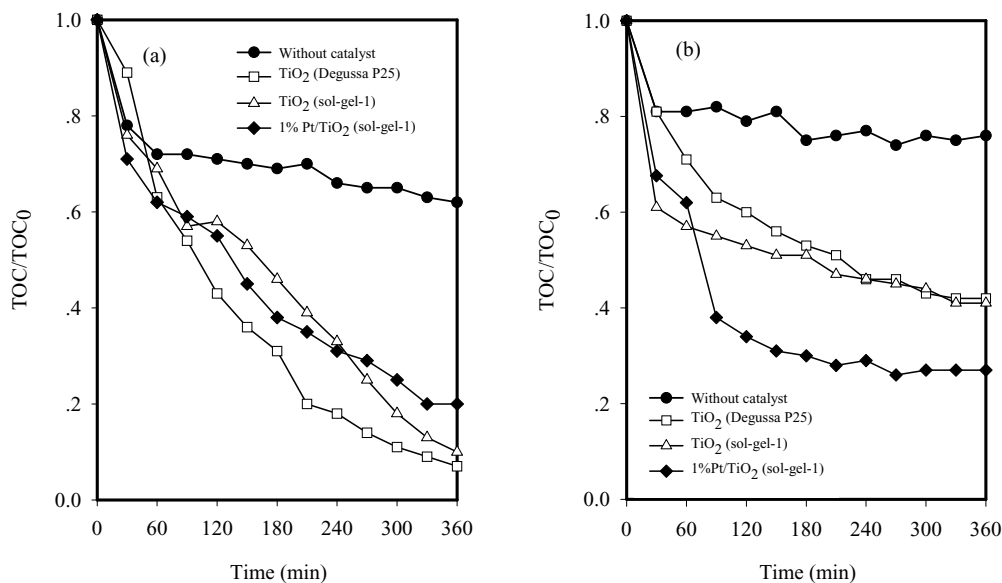 (a)
Without catalyst
TiO2 (Degussa P25)
TiO2 (sol-gel-1)
1% Pt/TiO2 (sol-gel-1)
1.0
.8
.6
.4
.2
0.0
TOC/TOC0
0 60 120 180 240 300 360
Time (min)
(b)
1.0
.8
.6
.4
.2
0.0
TOC/TOC0
Without catalyst
TiO2 (Degussa P25)
TiO2 (sol-gel-1)
1%Pt/TiO2 (sol-gel-1)
0 60 120 180 240 300 360
Time (min)